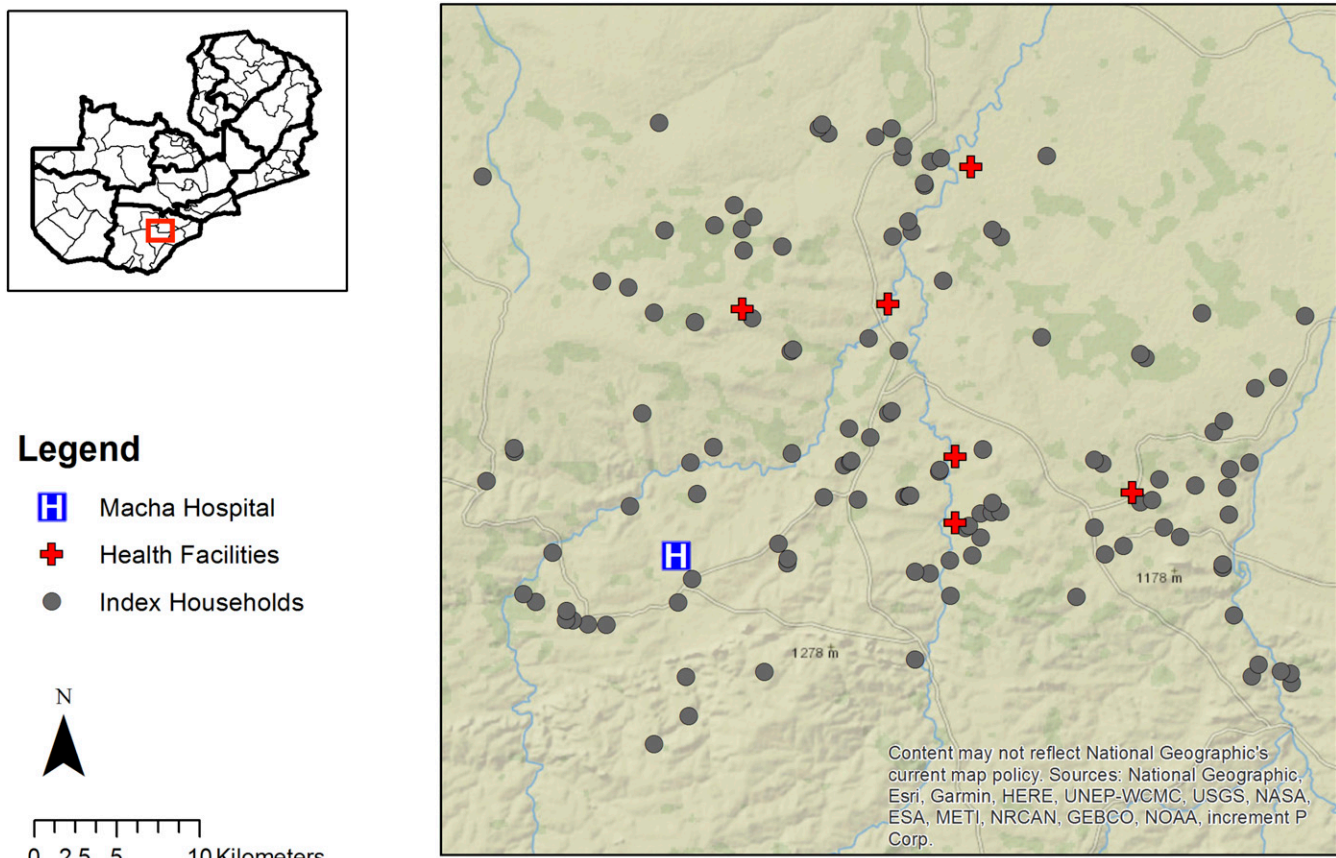 Legend
H Macha Hospital
Health Facilities
Index Households
N
0 2.5 5 10 Kilometers
H
1178 m
1278 m
Content may not reflect National Geographic's
current map policy. Sources: National Geographic,
Esri, Garmin, HERE, UNEP-WCMC, USGS, NASA,
ESA, METI, NRCAN, GEBCO, NOAA, increment P
Corp.